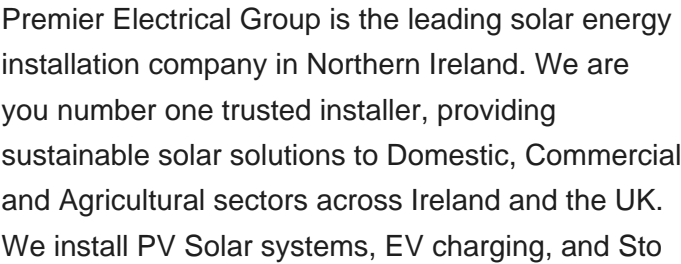 Premier Electrical Group is the leading solar energy
installation company in Northern Ireland. We are
you number one trusted installer, providing
sustainable solar solutions to Domestic, Commercial
and Agricultural sectors across Ireland and the UK.
We install PV Solar systems, EV charging, and Sto